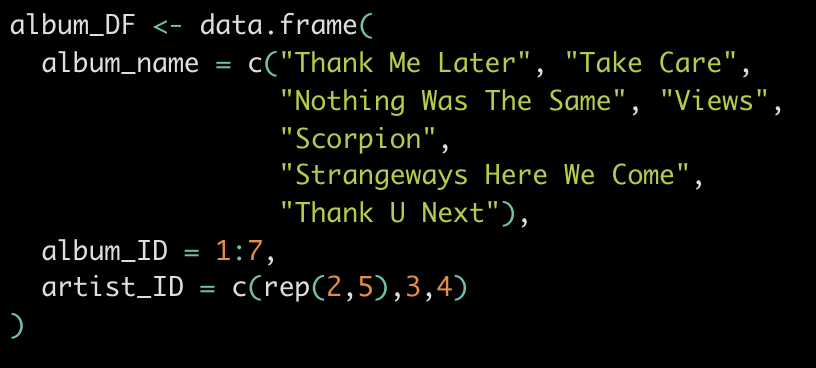 album_DF <- data.frame(
  album_name = c("Thank Me Later", "Take Care",
                 "Nothing Was The Same", "Views",
                 "Scorpion",
                 "Strangeways Here We Come",
                 "Thank U Next"),
  album_ID = 1:7,
  artist_ID = c(rep(2,5),3,4)
)